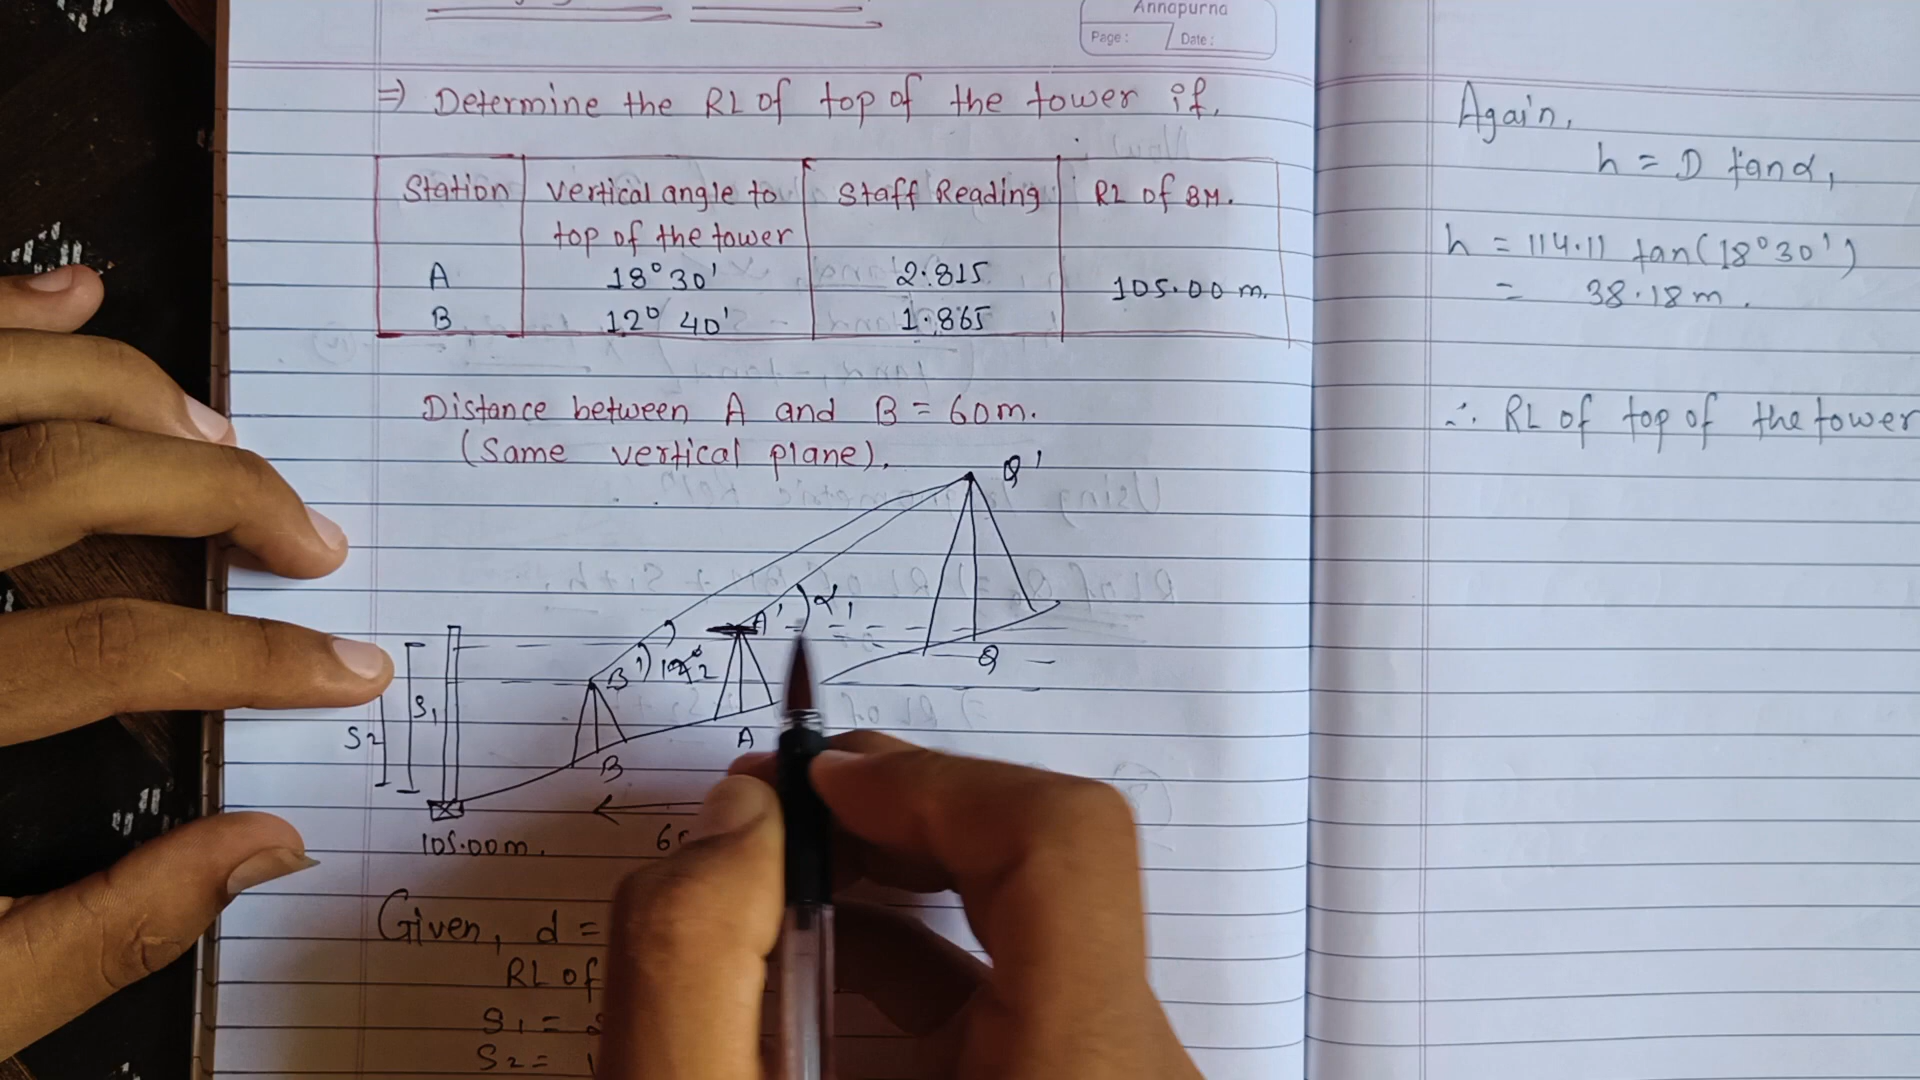 Annapurna
Page :
Date :
⇒ Determine the RL of top of the tower if,
Station
Vertical angle to top of the tower
Staff Reading
RL of BM.
A
18° 30'
2.815
105.00 m.
B
12° 40'
1.865
Distance between A and B = 60m.
(Same vertical plane).
Q'
A'
α₁
B'
α₂
Q
S₁
S₂
A
B
105.00m.
Given, d =
RL of
S₁ =
S₂ =
Again,
h = D tanα,
h = 114.11 tan(18°30')
= 38.18m.
∴ RL of top of the tower